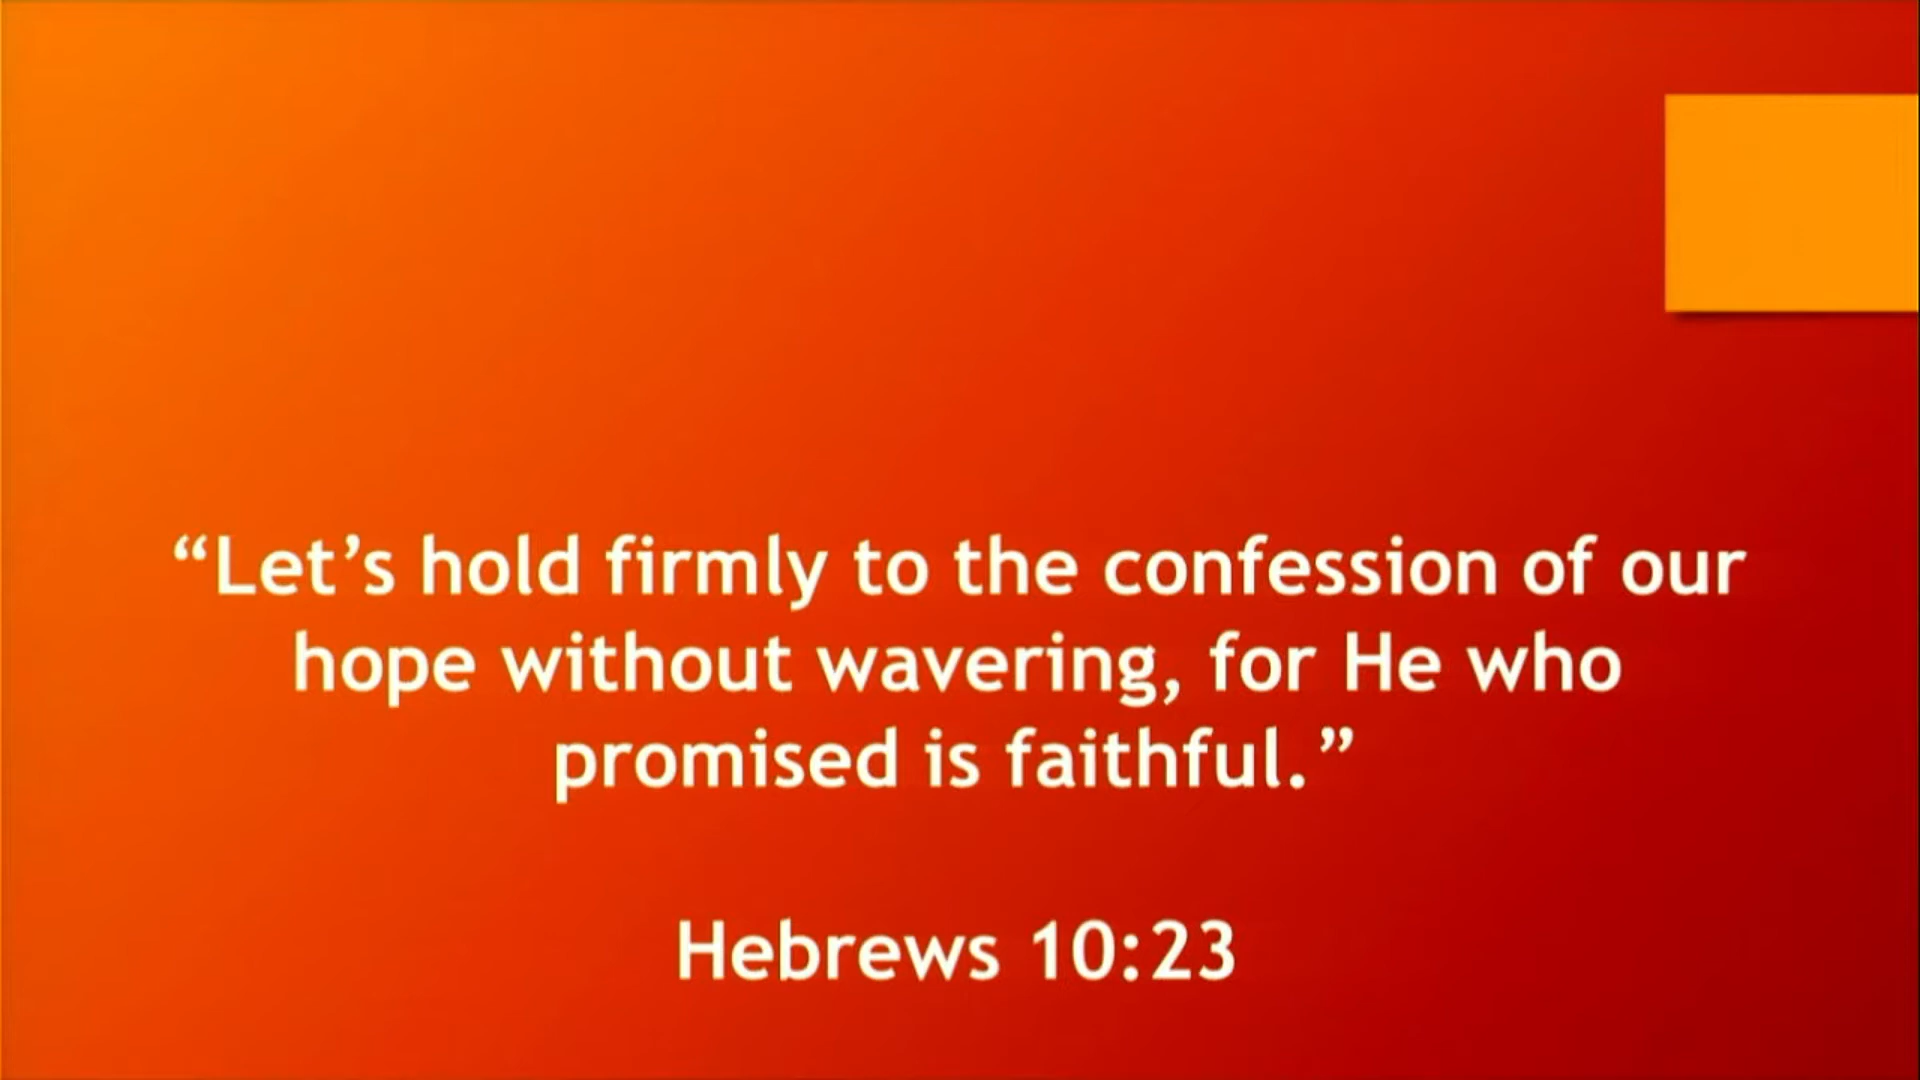 “Let’s hold firmly to the confession of our
hope without wavering, for He who
promised is faithful.”
Hebrews 10:23